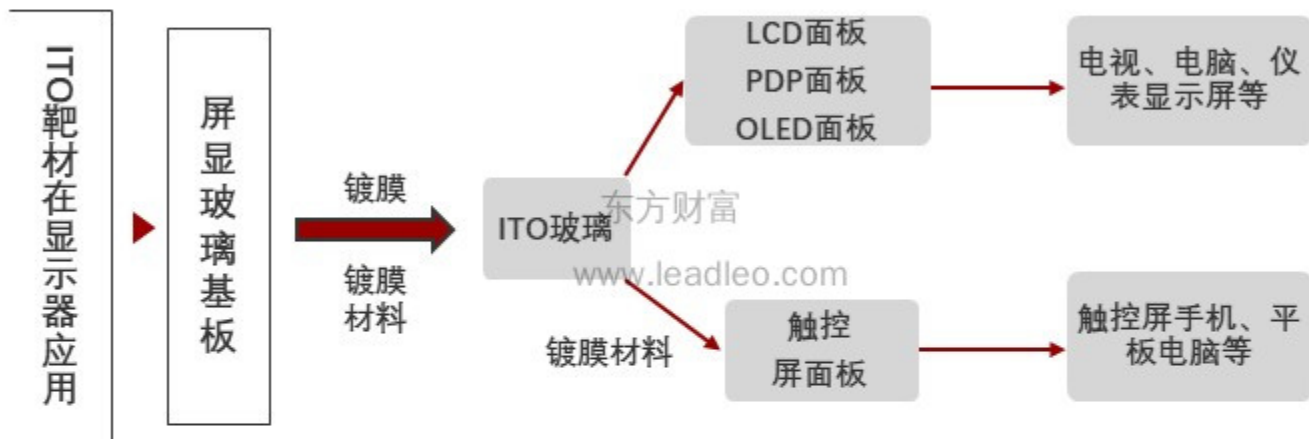 ITO靶材在显示器应用
屏显玻璃基板
镀膜
镀膜
材料
ITO玻璃
LCD面板
PDP面板
OLED面板
电视、电脑、仪
表显示屏等
东方财富
www.leadleo.com
镀膜材料
触控
屏面板
触控屏手机、平
板电脑等